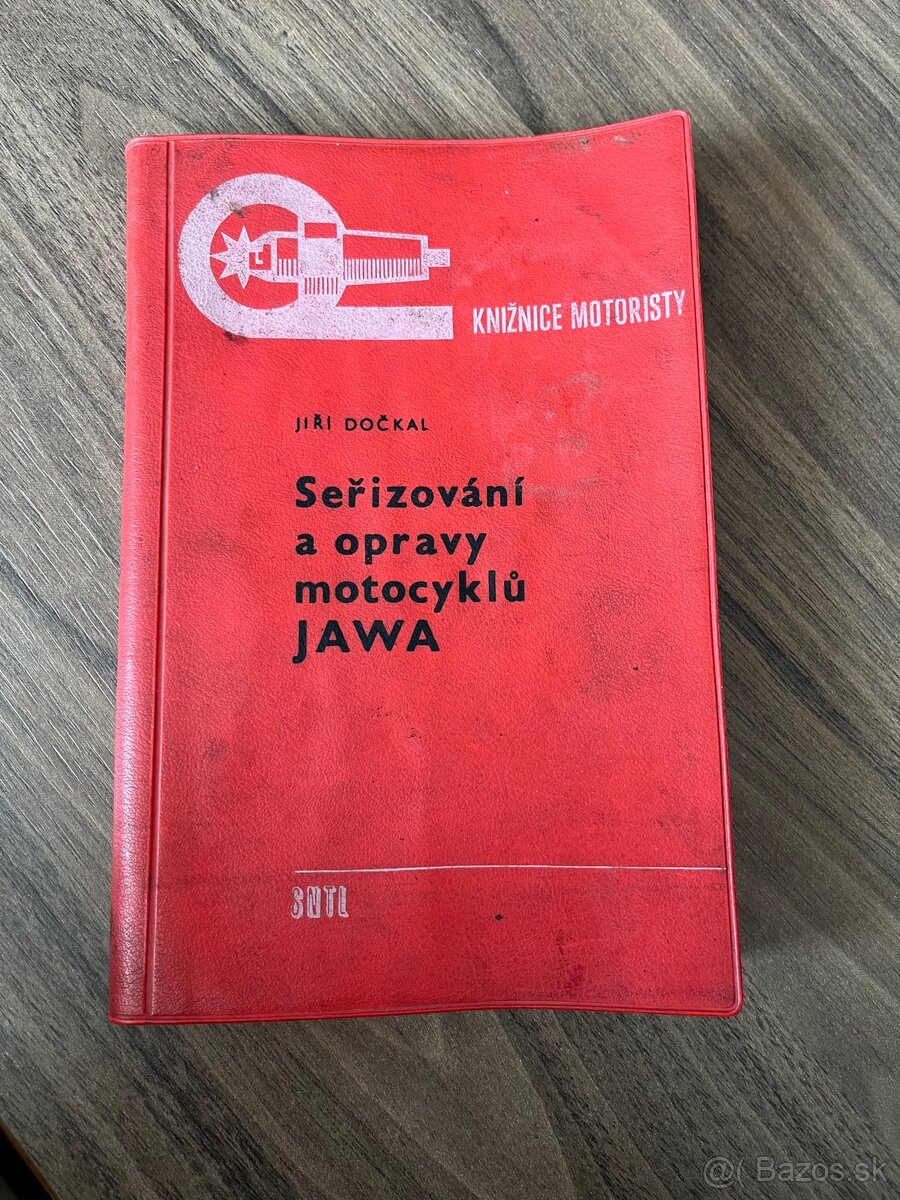 KNIŽNICE MOTORISTY
JIŘÍ DOČKAL
Seřizování
a opravy
motocyklů
JAWA
SNTL
@( Bazos.sk